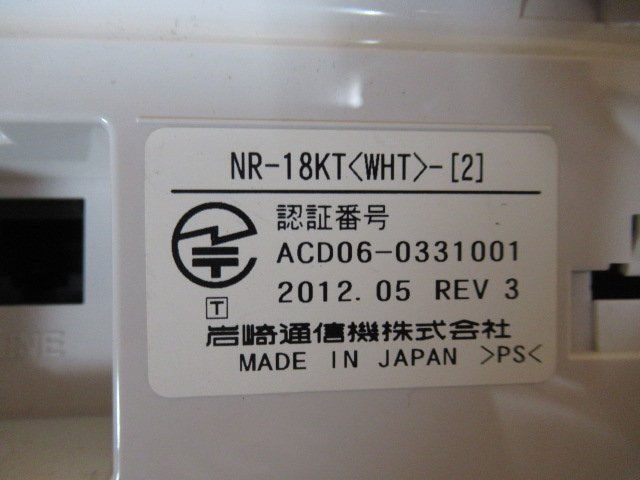 NR-18KT<WHT>-[2]
認証番号
ACD06-0331001
2012.05 REV 3
T
岩崎通信機株式会社
MADE IN JAPAN >PS<
LINE